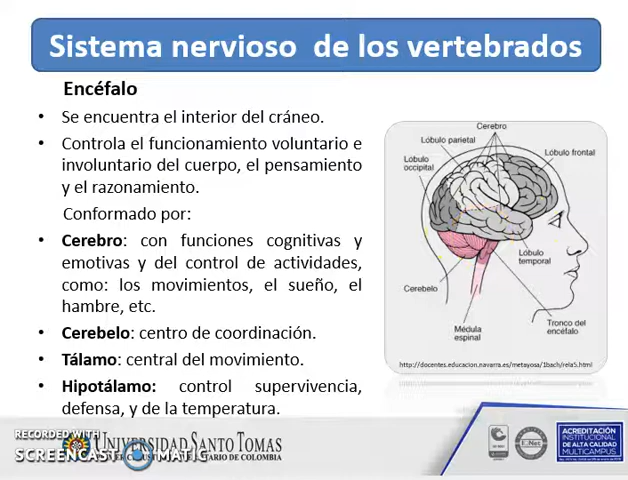 Sistema nervioso de los vertebrados
Encéfalo
• Se encuentra el interior del cráneo.
• Controla el funcionamiento voluntario e
involuntario del cuerpo, el pensamiento
y el razonamiento.
Conformado por:
• Cerebro: con funciones cognitivas y
emotivas y del control de actividades,
como: los movimientos, el sueño, el
hambre, etc.
• Cerebelo: centro de coordinación.
• Tálamo: central del movimiento.
• Hipotálamo: control supervivencia,
defensa, y de la temperatura.
Cerebro
Lóbulo parietal
Lóbulo frontal
Lóbulo
occipital
Lóbulo
temporal
Cerebelo
Tronco del
encéfalo
Médula
espinal
http://docentes.educacion.navarra.es/metayosa/1bach/rela5.html
RECORDED WITH
SCREENCAST MATIC
UNIVERSIDAD SANTO TOMÁS
DE COLOMBIA
IQNet
ACREDITACIÓN
INSTITUCIONAL
DE ALTA CALIDAD
MULTICAMPUS